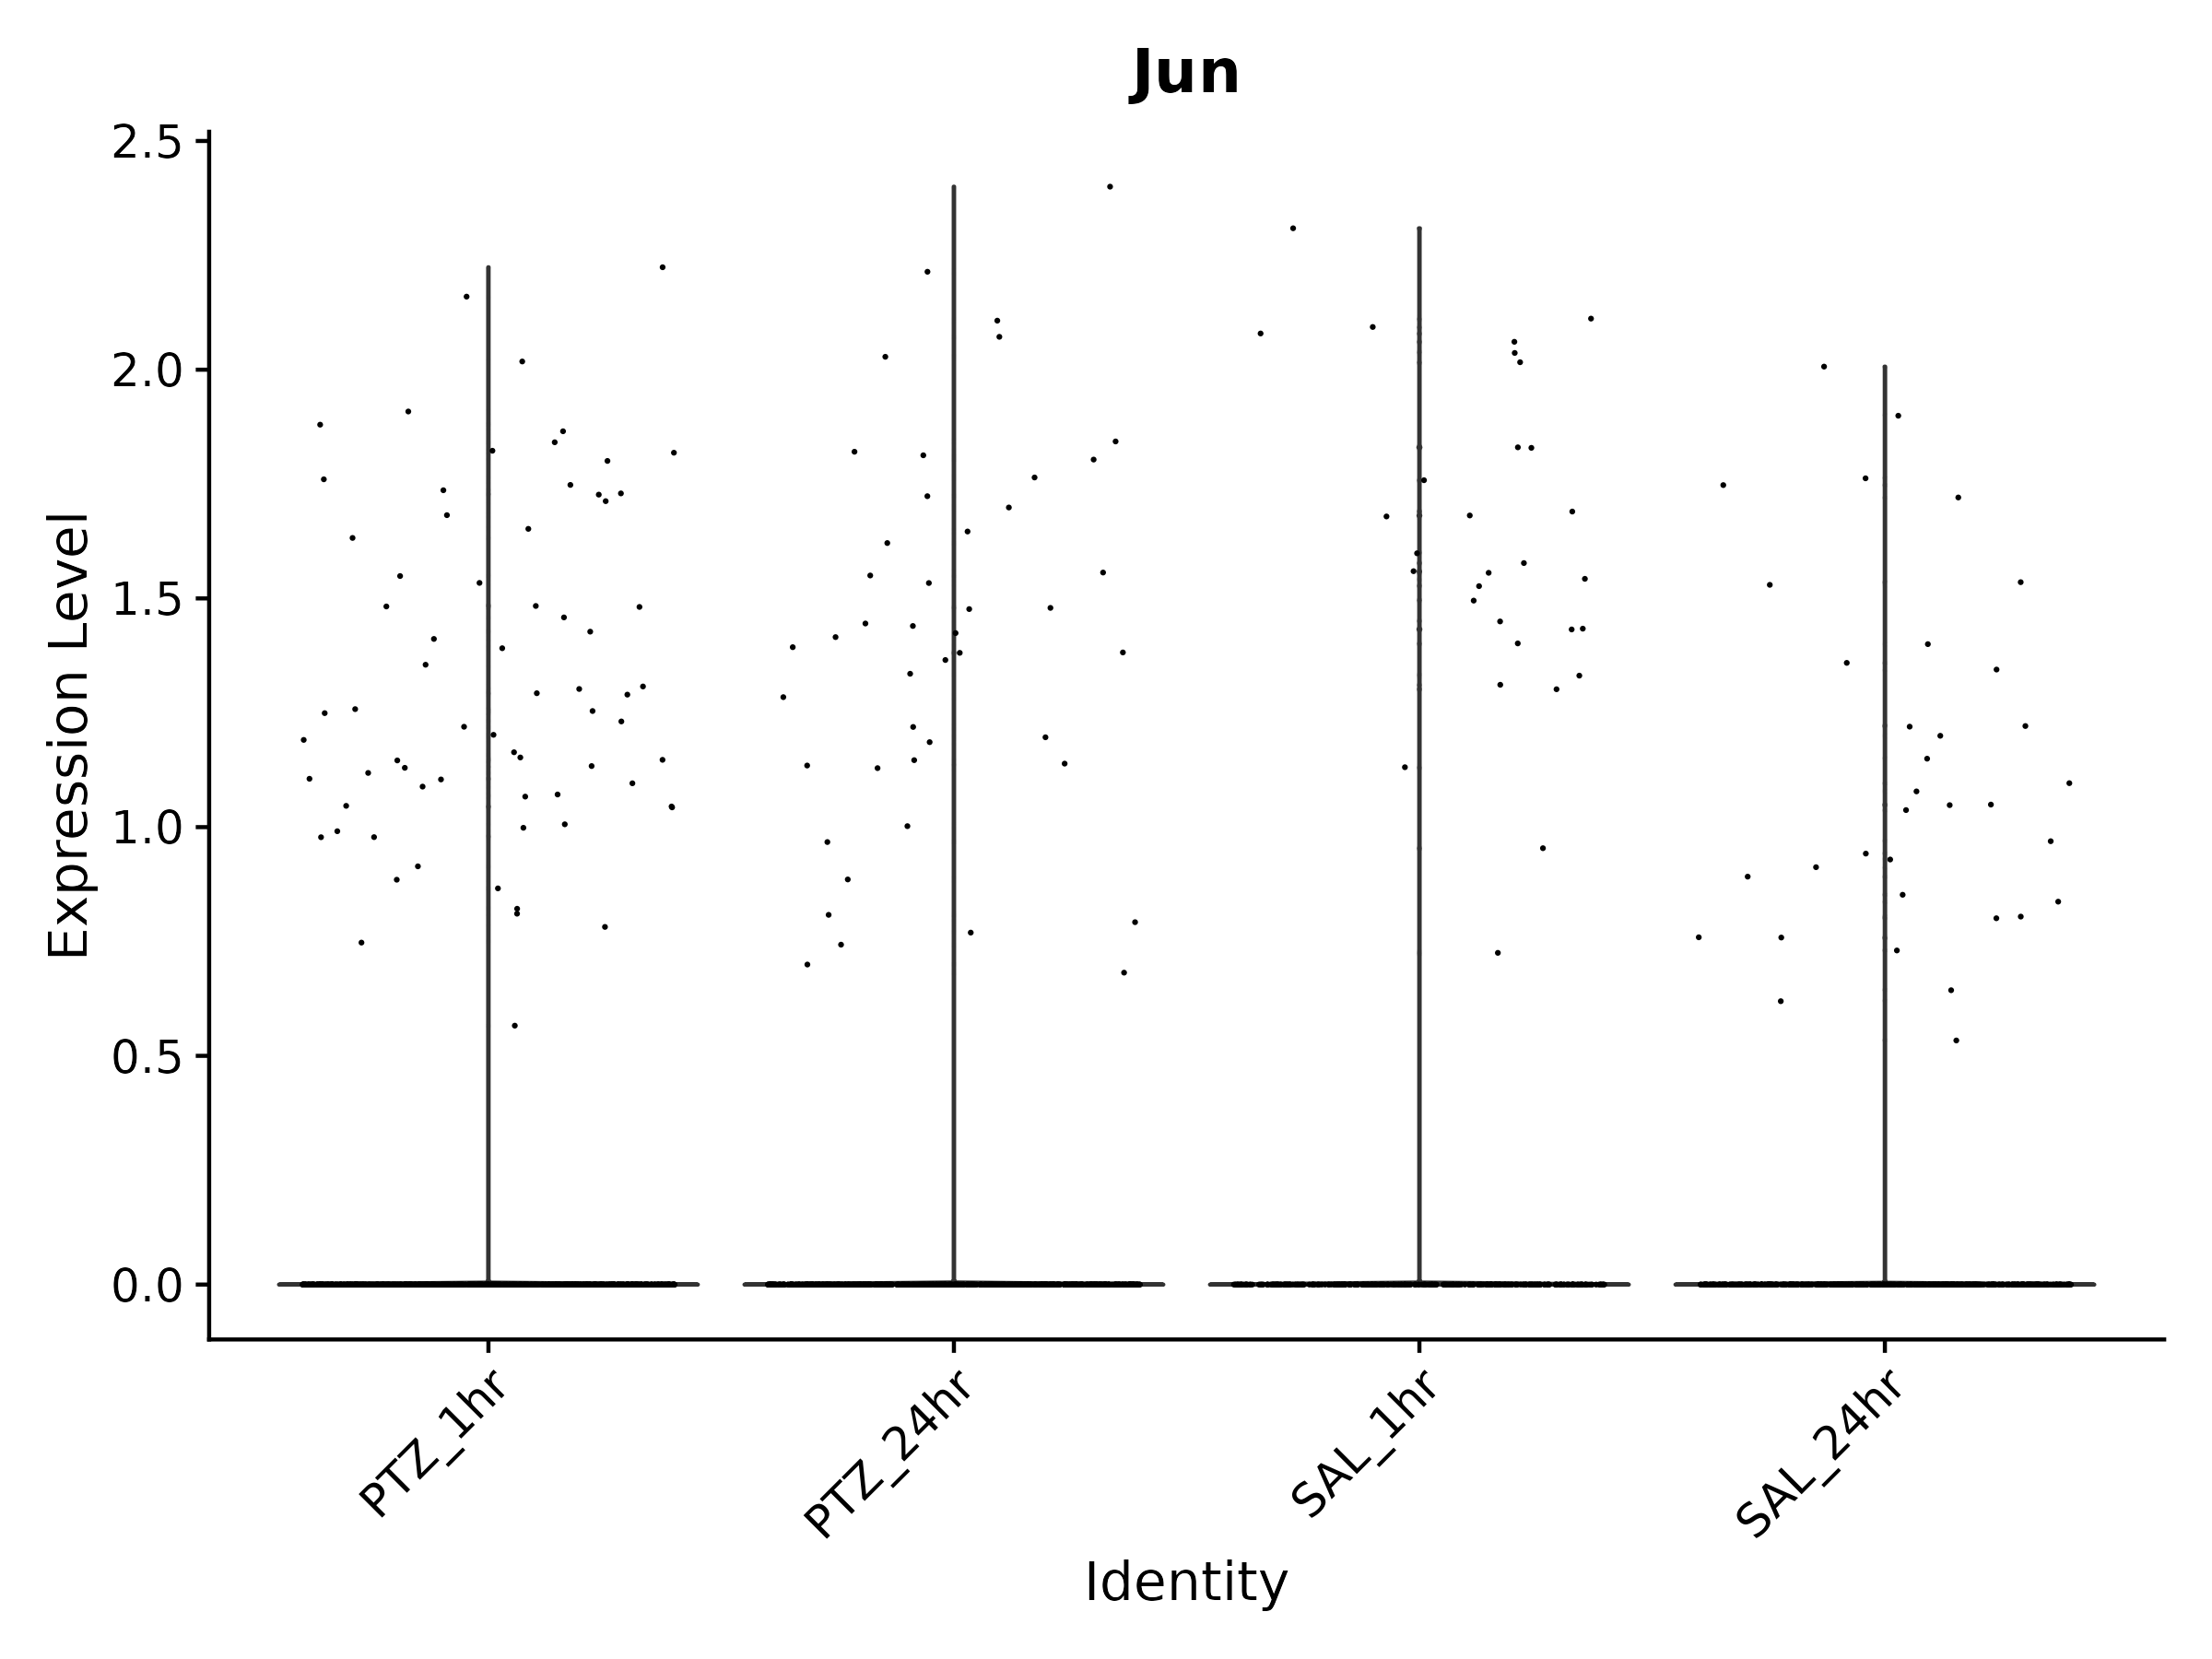 Jun
Expression Level
2.5
2.0
1.5
1.0
0.5
0.0
PTZ_1hr
PTZ_24hr
SAL_1hr
SAL_24hr
Identity